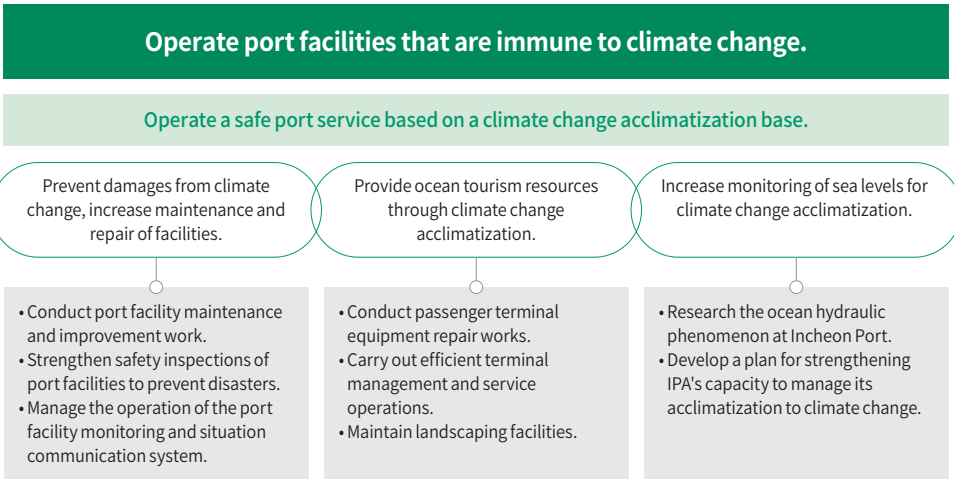 Operate port facilities that are immune to climate change.
Operate a safe port service based on a climate change acclimatization base.
Prevent damages from climate
change, increase maintenance and
repair of facilities.
• Conduct port facility maintenance
and improvement work.
• Strengthen safety inspections of
port facilities to prevent disasters.
• Manage the operation of the port
facility monitoring and situation
communication system.
Provide ocean tourism resources
through climate change
acclimatization.
• Conduct passenger terminal
equipment repair works.
• Carry out efficient terminal
management and service
operations.
• Maintain landscaping facilities.
Increase monitoring of sea levels for
climate change acclimatization.
• Research the ocean hydraulic
phenomenon at Incheon Port.
• Develop a plan for strengthening
IPA's capacity to manage its
acclimatization to climate change.